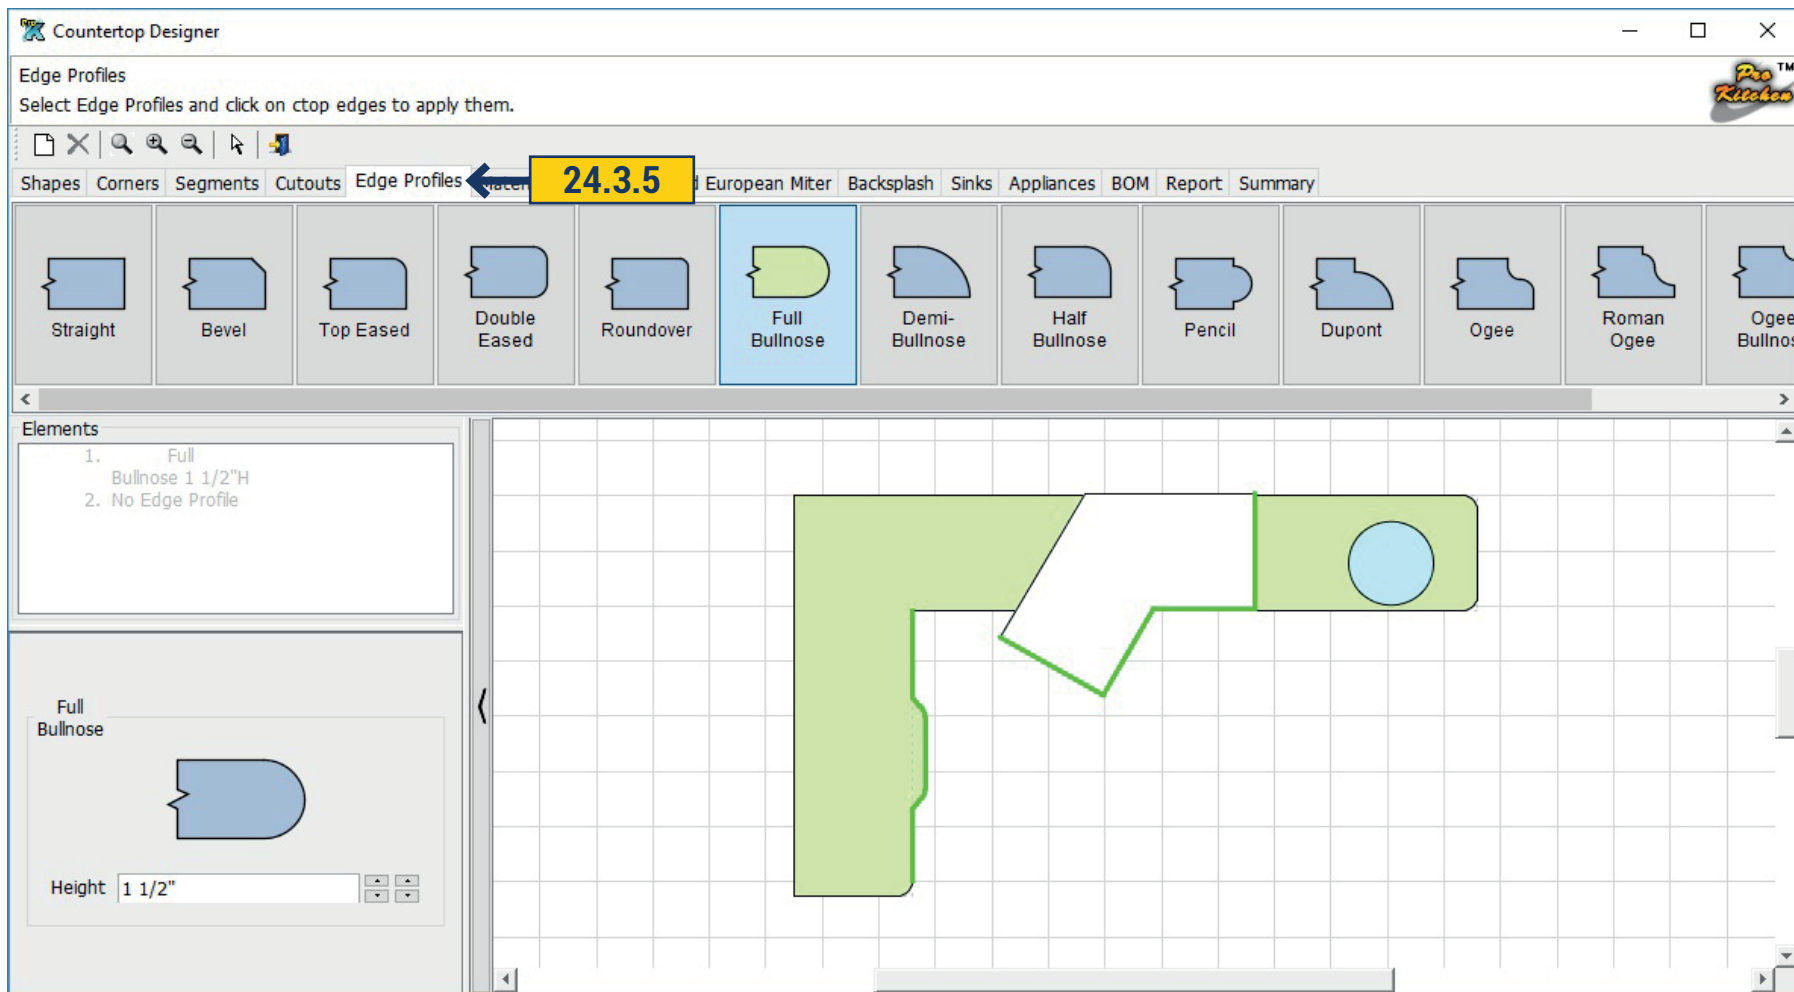 Countertop Designer
Edge Profiles
Select Edge Profiles and click on ctop edges to apply them.
Pro TM
Kitchen
Shapes Corners Segments Cutouts Edge Profiles 24.3.5 European Miter Backsplash Sinks Appliances BOM Report Summary
Straight
Bevel
Top Eased
Double
Eased
Roundover
Full
Bullnose
Demi-
Bullnose
Half
Bullnose
Pencil
Dupont
Ogee
Roman
Ogee
Ogee
Elements
1. Full
Bullnose 1 1/2"H
2. No Edge Profile
Full
Bullnose
Height 1 1/2"